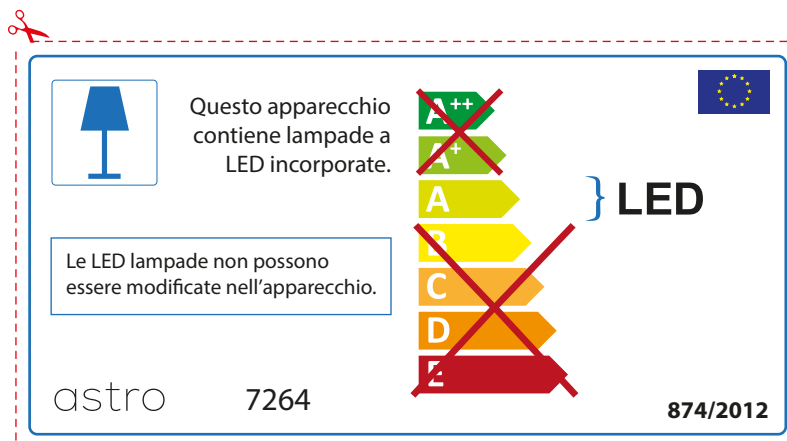 Questo apparecchio
contiene lampade a
LED incorporate.
A++
A+
A
B
C
D
E
LED
Le LED lampade non possono
essere modificate nell'apparecchio.
astro
7264
874/2012